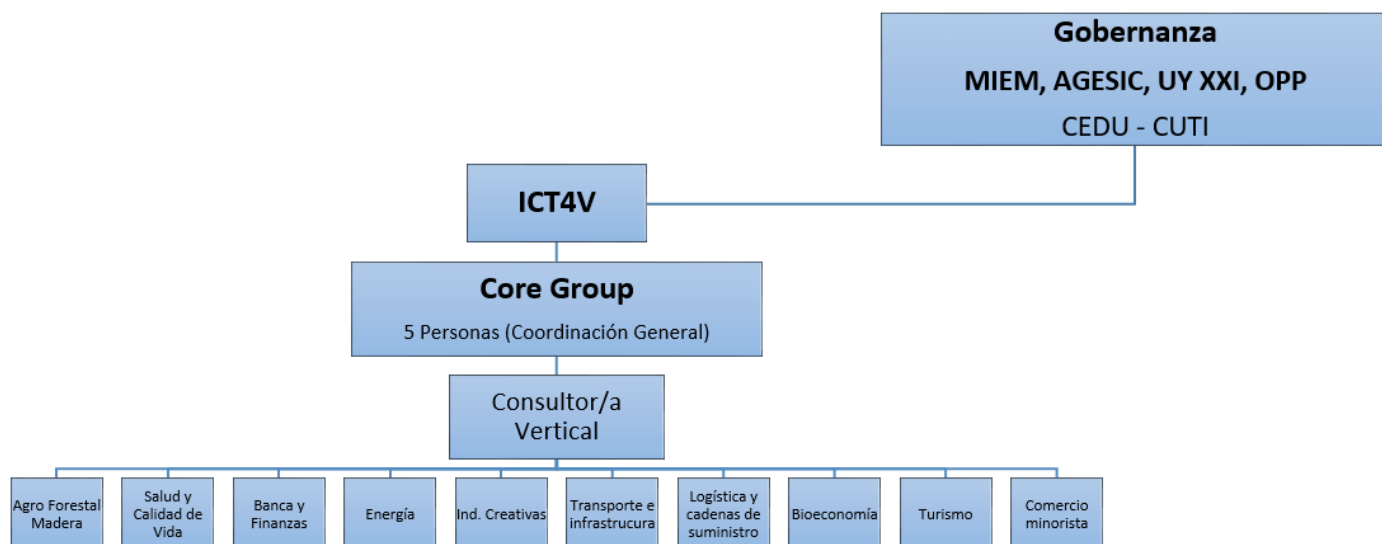 Gobernanza
MIEM, AGESIC, UY XXI, OPP
CEDU - CUTI
ICT4V
Core Group
5 Personas (Coordinación General)
Consultor/a
Vertical
Agro Forestal
Madera
Salud y
Calidad de
Vida
Banca y
Finanzas
Energía
Ind. Creativas
Transporte e
infrastrucura
Logística y
cadenas de
suministro
Bioeconomía
Turismo
Comercio
minorista